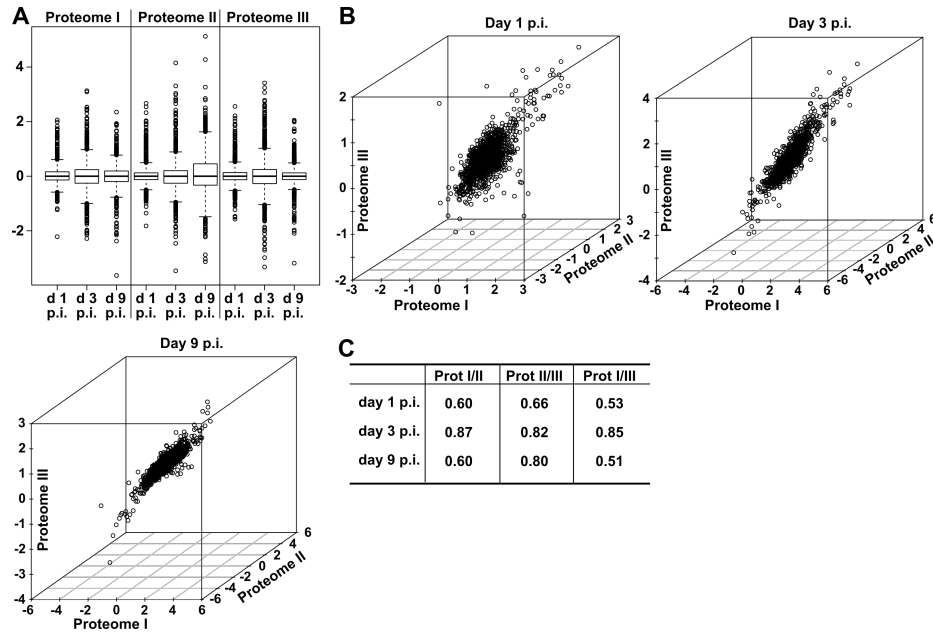 A
Proteome I Proteome II Proteome III
4
2
0
-2
d 1 d 3 d 9 d 1 d 3 d 9 d 1 d 3 d 9
p.i. p.i. p.i. p.i. p.i. p.i. p.i. p.i. p.i.
B
Day 1 p.i.
2
1
0
-1
-2
Proteome III
-3 -2 -1 0 1 2 3
Proteome I
-3 -2 -1 0 1 2 3
Proteome II
Day 3 p.i.
4
2
0
-2
-4
Proteome III
-6 -4 -2 0 2 4 6
Proteome I
-6 -4 -2 0 2 4 6
Proteome II
Day 9 p.i.
3
2
1
0
-1
-2
-3
-4
Proteome III
-6 -4 -2 0 2 4 6
Proteome I
-6 -4 -2 0 2 4 6
Proteome II
C
Prot I/II Prot II/III Prot I/III
day 1 p.i. 0.60 0.66 0.53
day 3 p.i. 0.87 0.82 0.85
day 9 p.i. 0.60 0.80 0.51